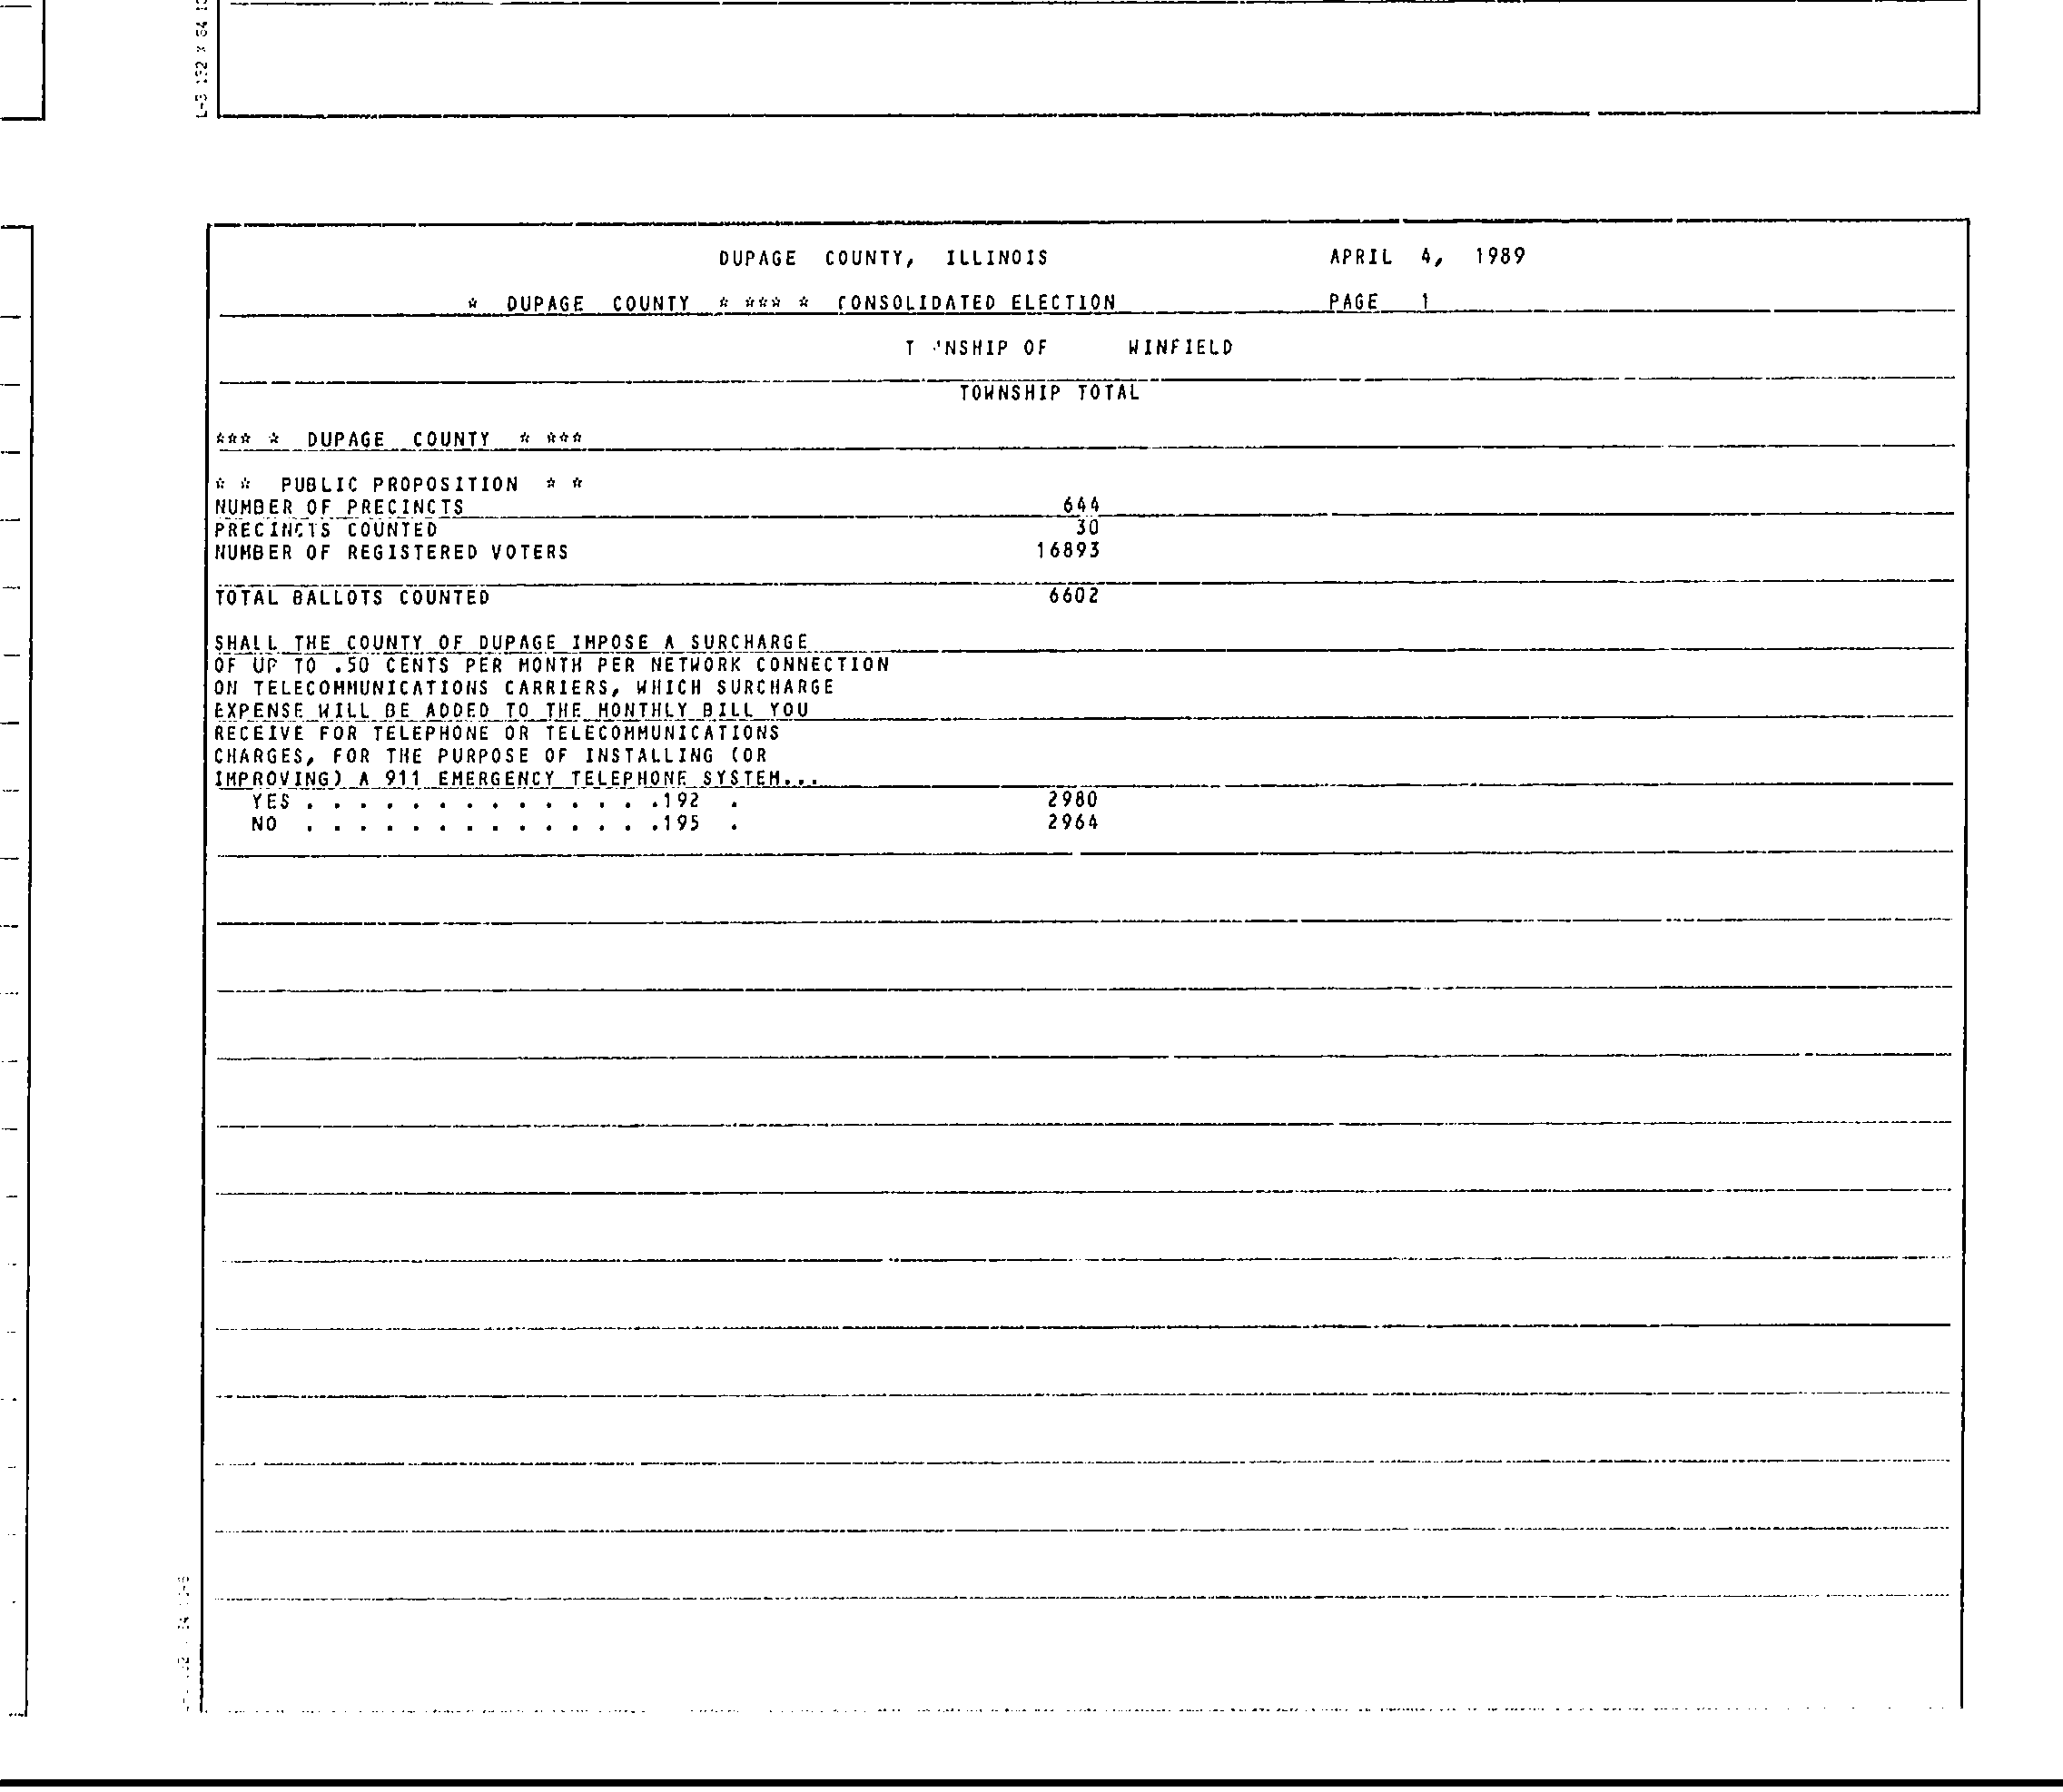 L-3 132 X 64 1
DUPAGE COUNTY, ILLINOIS APRIL 4, 1989
* DUPAGE COUNTY * *** * CONSOLIDATED ELECTION PAGE 1
T NSHIP OF WINFIELD
TOWNSHIP TOTAL
*** * DUPAGE COUNTY * ***
* * PUBLIC PROPOSITION * *
NUMBER OF PRECINCTS 644
PRECINCTS COUNTED 30
NUMBER OF REGISTERED VOTERS 16893
TOTAL BALLOTS COUNTED 6602
SHALL THE COUNTY OF DUPAGE IMPOSE A SURCHARGE
OF UP TO .50 CENTS PER MONTH PER NETWORK CONNECTION
ON TELECOMMUNICATIONS CARRIERS, WHICH SURCHARGE
EXPENSE WILL BE ADDED TO THE MONTHLY BILL YOU
RECEIVE FOR TELEPHONE OR TELECOMMUNICATIONS
CHARGES, FOR THE PURPOSE OF INSTALLING (OR
IMPROVING) A 911 EMERGENCY TELEPHONE SYSTEM...
YES . . . . . . . . . . . . . .192 . 2980
NO . . . . . . . . . . . . . .195 . 2964